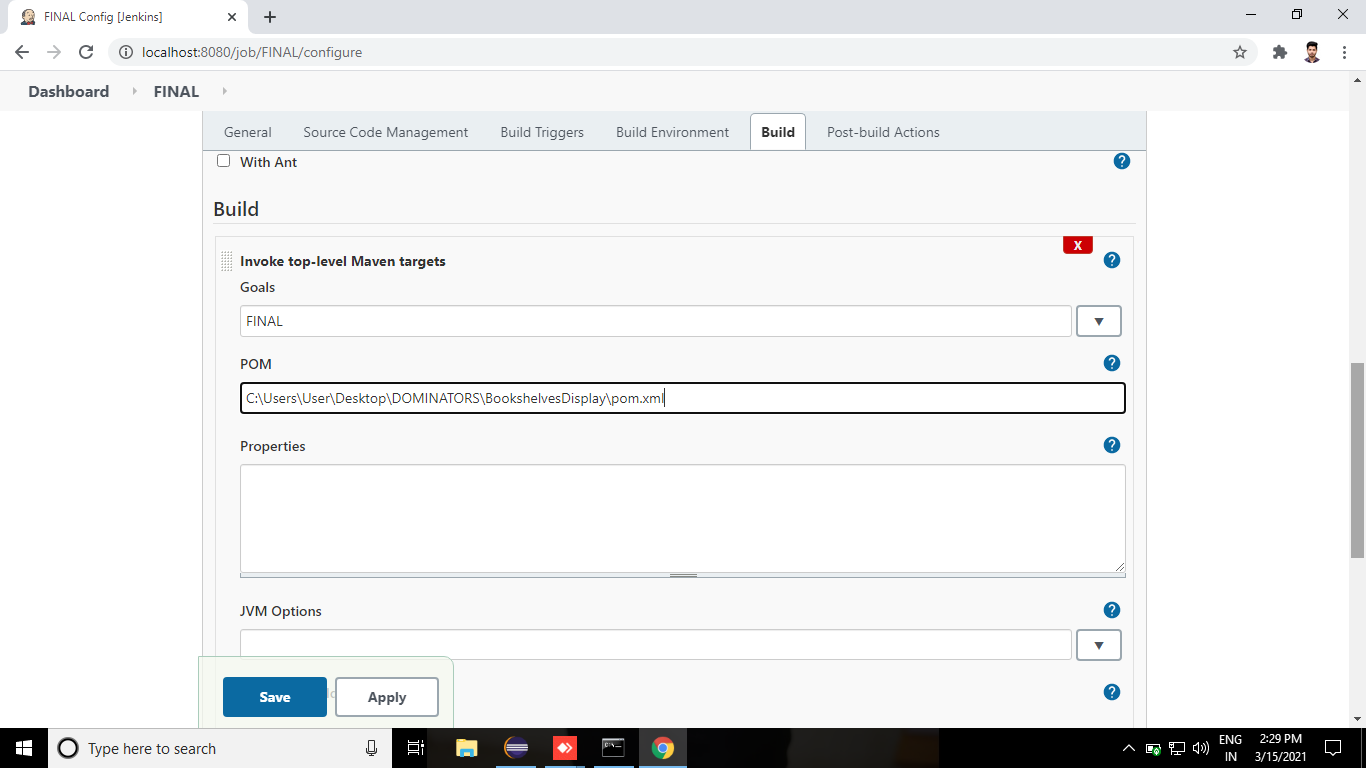 FINAL Config [Jenkins]
localhost:8080/job/FINAL/configure
Dashboard FINAL
General Source Code Management Build Triggers Build Environment Build Post-build Actions
With Ant ?
Build
X
Invoke top-level Maven targets ?
Goals
FINAL
POM ?
C:\Users\User\Desktop\DOMINATORS\BookshelvesDisplay\pom.xml
Properties ?
JVM Options ?
Save Apply ?
Type here to search
ENG 2:29 PM
IN 3/15/2021